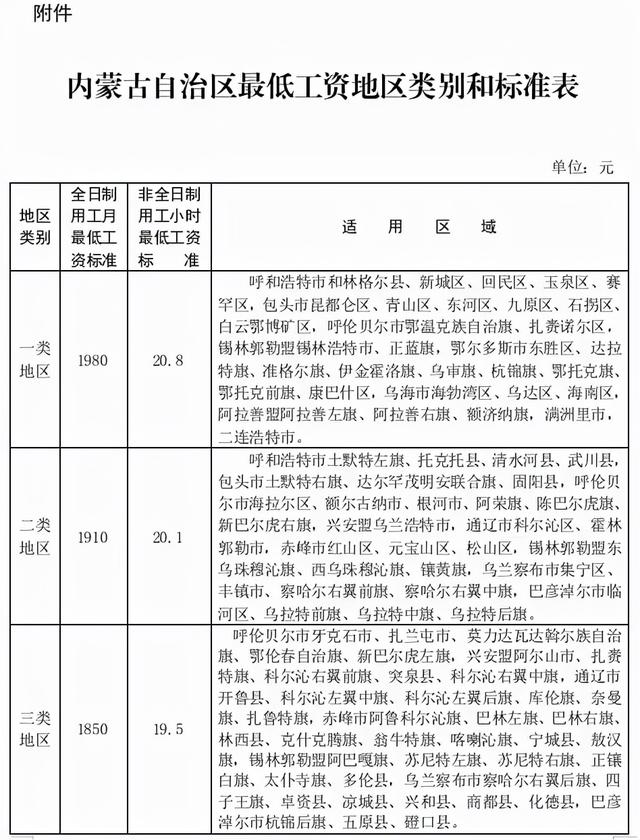 附件
内蒙古自治区最低工资地区类别和标准表
单位：元
地区
类别
全日制
用工月
最低工
资标准
非全日制
用工小时
最低工资
标 准
适 用 区 域
一类
地区
1980
20.8
呼和浩特市和林格尔县、新城区、回民区、玉泉区、赛
罕区，包头市昆都仑区、青山区、东河区、九原区、石拐区、
白云鄂博矿区，呼伦贝尔市鄂温克族自治旗、扎赉诺尔区，
锡林郭勒盟锡林浩特市、正蓝旗，鄂尔多斯市东胜区、达拉
特旗、准格尔旗、伊金霍洛旗、乌审旗、杭锦旗、鄂托克旗、
鄂托克前旗、康巴什区，乌海市海勃湾区、乌达区、海南区，
阿拉善盟阿拉善左旗、阿拉善右旗、额济纳旗，满洲里市，
二连浩特市。
二类
地区
1910
20.1
呼和浩特市土默特左旗、托克托县、清水河县、武川县，
包头市土默特右旗、达尔罕茂明安联合旗、固阳县，呼伦贝
尔市海拉尔区、额尔古纳市、根河市、阿荣旗、陈巴尔虎旗、
新巴尔虎右旗，兴安盟乌兰浩特市，通辽市科尔沁区、霍林
郭勒市，赤峰市红山区、元宝山区、松山区，锡林郭勒盟东
乌珠穆沁旗、西乌珠穆沁旗、镶黄旗，乌兰察布市集宁区、
丰镇市、察哈尔右翼前旗、察哈尔右翼中旗，巴彦淖尔市临
河区、乌拉特前旗、乌拉特中旗、乌拉特后旗。
三类
地区
1850
19.5
呼伦贝尔市牙克石市、扎兰屯市、莫力达瓦达斡尔族自治
旗、鄂伦春自治旗、新巴尔虎左旗，兴安盟阿尔山市、扎赉
特旗、科尔沁右翼前旗、突泉县、科尔沁右翼中旗，通辽市
开鲁县、科尔沁左翼中旗、科尔沁左翼后旗、库伦旗、奈曼
旗、扎鲁特旗，赤峰市阿鲁科尔沁旗、巴林左旗、巴林右旗、
林西县、克什克腾旗、翁牛特旗、喀喇沁旗、宁城县、敖汉
旗，锡林郭勒盟阿巴嘎旗、苏尼特左旗、苏尼特右旗、正镶
白旗、太仆寺旗、多伦县，乌兰察布市察哈尔右翼后旗、四
子王旗、卓资县、凉城县、兴和县、商都县、化德县，巴彦
淖尔市杭锦后旗、五原县、磴口县。